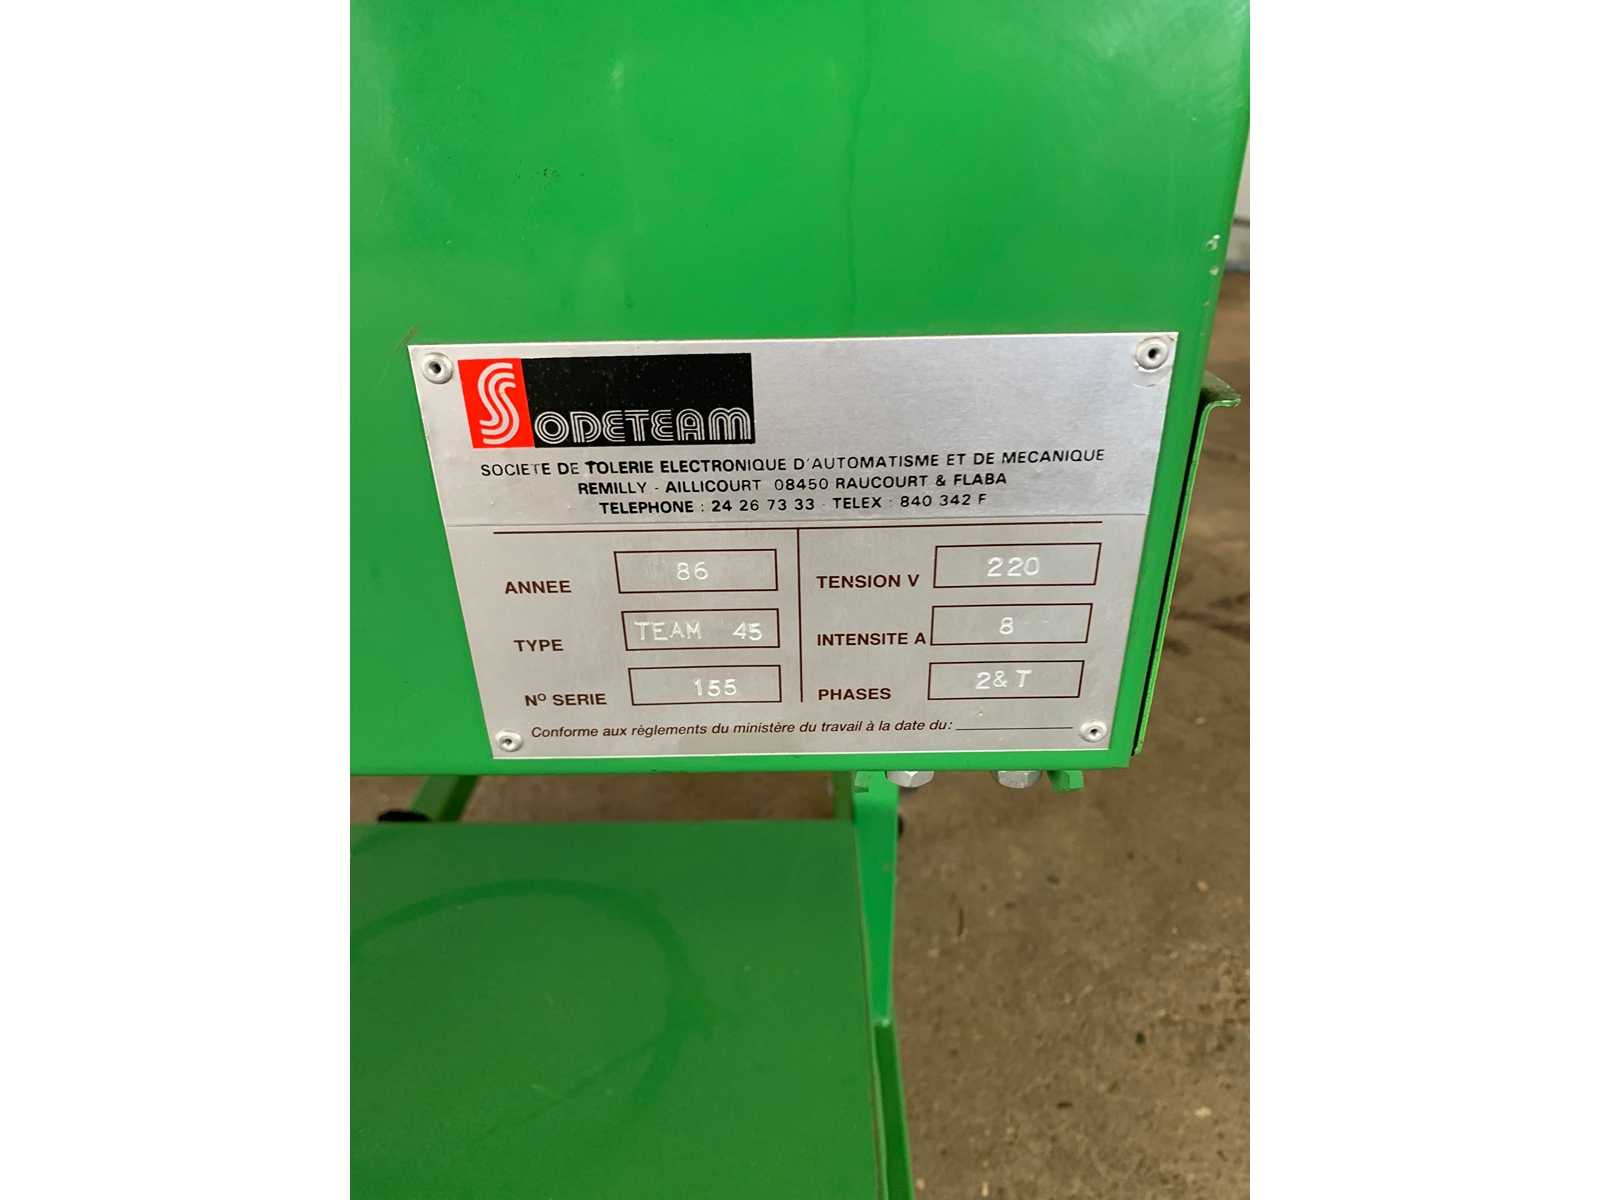 SODETEAM
SOCIETE DE TOLERIE ELECTRONIQUE D'AUTOMATISME ET DE MECANIQUE
REMILLY - AILLICOURT 08450 RAUCOURT & FLABA
TELEPHONE : 24 26 73 33 - TELEX : 840 342 F
ANNEE 86
TYPE TEAM 45
Nº SERIE 155
TENSION V 220
INTENSITE A 8
PHASES 2& T
Conforme aux règlements du ministère du travail à la date du: